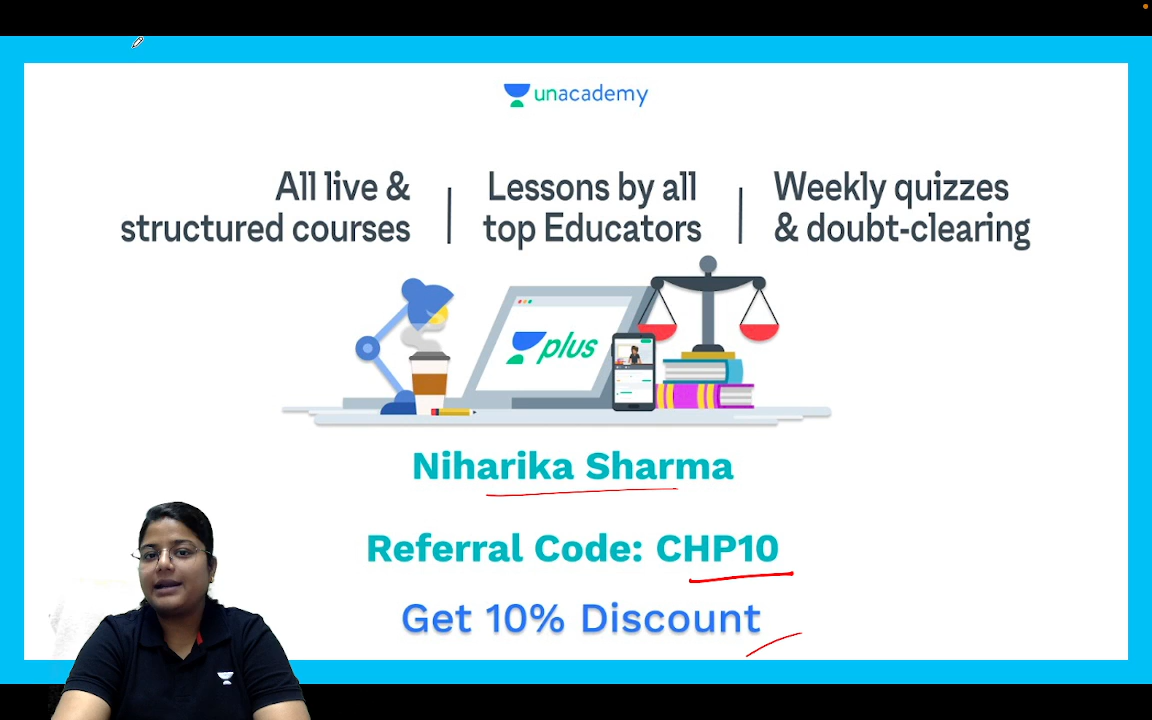 unacademy
All live &
structured courses
Lessons by all
top Educators
Weekly quizzes
& doubt-clearing
plus
Niharika Sharma
Referral Code: CHP10
Get 10% Discount